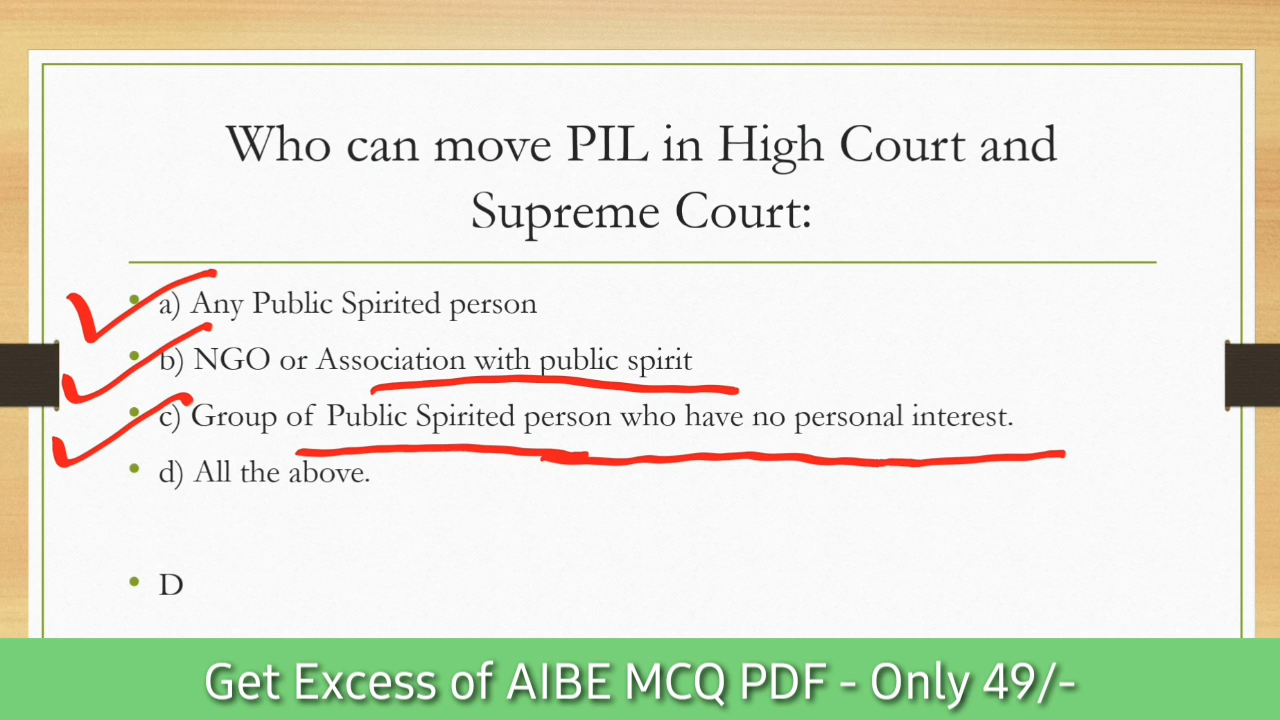 Who can move PIL in High Court and
Supreme Court:
• a) Any Public Spirited person
• b) NGO or Association with public spirit
• c) Group of Public Spirited person who have no personal interest.
• d) All the above.
• D
Get Excess of AIBE MCQ PDF - Only 49/-